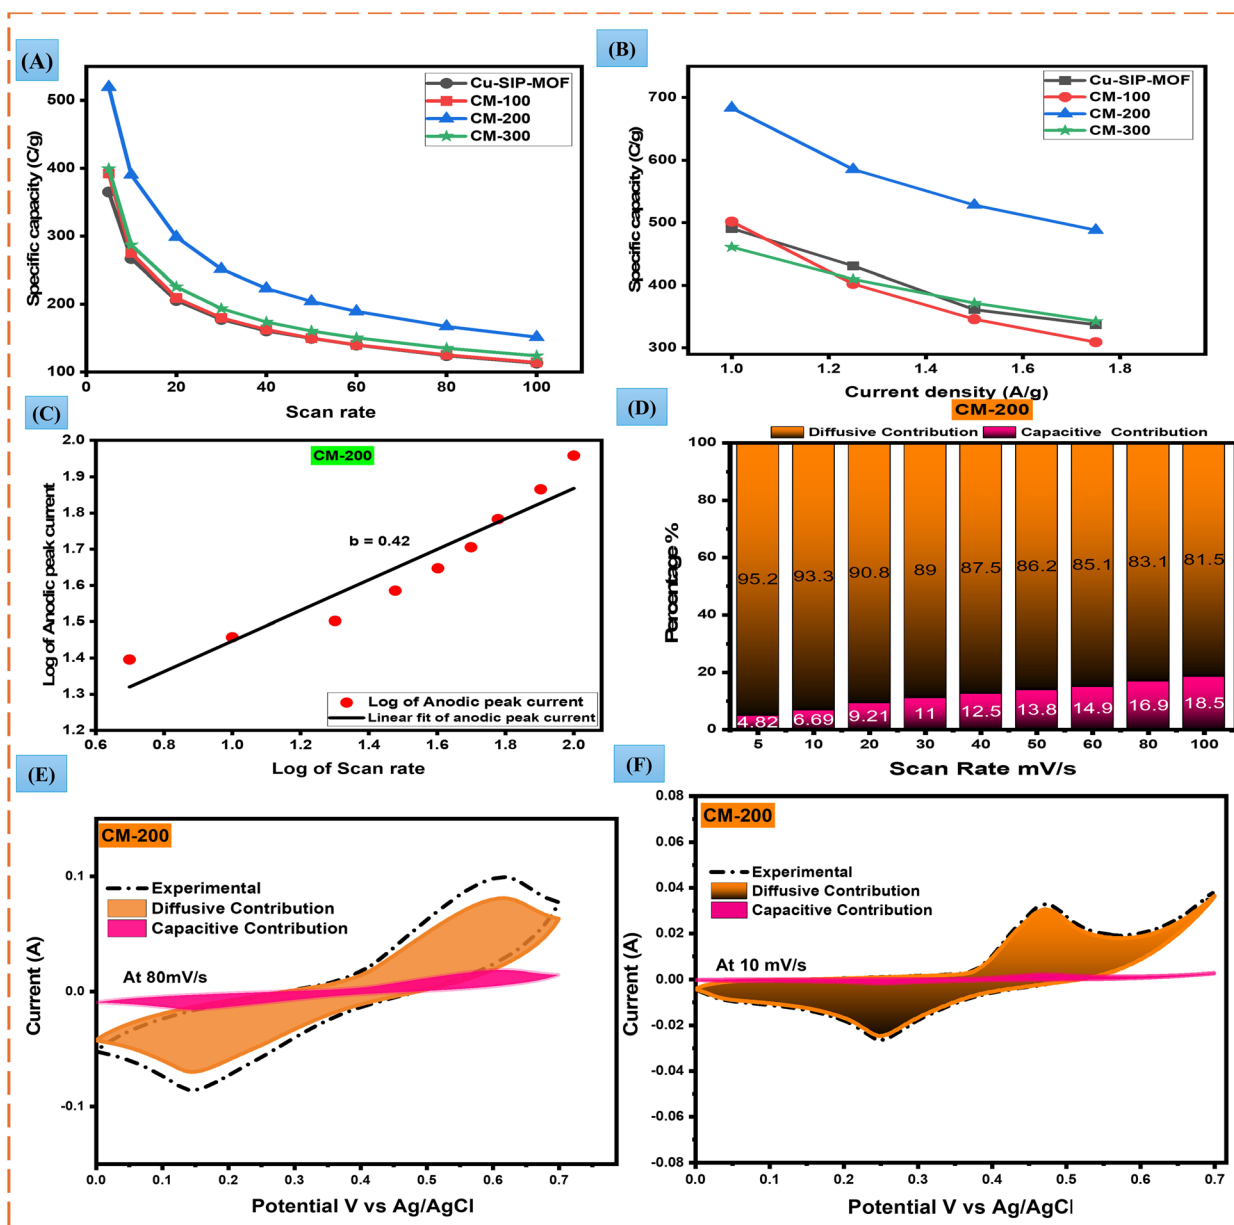 (A)
Cu-SIP-MOF
CM-100
CM-200
CM-300
Specific capacity (C/g)
500
400
300
200
100
0 20 40 60 80 100
Scan rate
(B)
Cu-SIP-MOF
CM-100
CM-200
CM-300
Specific capacity (C/g)
700
600
500
400
300
1.0 1.2 1.4 1.6 1.8
Current density (A/g)
(C)
CM-200
b = 0.42
Log of Anodic peak current
Linear fit of anodic peak current
Log of Anodic peak current
2.0
1.9
1.8
1.7
1.6
1.5
1.4
1.3
1.2
0.6 0.8 1.0 1.2 1.4 1.6 1.8 2.0
Log of Scan rate
(D)
CM-200
Diffusive Contribution Capacitive Contribution
Percentage %
100
80
60
40
20
0
95.2 93.3 90.8 89 87.5 86.2 85.1 83.1 81.5
4.82 6.69 9.21 11 12.5 13.8 14.9 16.9 18.5
5 10 20 30 40 50 60 80 100
Scan Rate mV/s
(E)
CM-200
Experimental
Diffusive Contribution
Capacitive Contribution
At 80mV/s
Current (A)
0.1
0.0
-0.1
0.0 0.1 0.2 0.3 0.4 0.5 0.6 0.7
Potential V vs Ag/AgCl
(F)
CM-200
Experimental
Diffusive Contribution
Capacitive Contribution
At 10 mV/s
Current (A)
0.08
0.06
0.04
0.02
0.00
-0.02
-0.04
-0.06
-0.08
0.0 0.1 0.2 0.3 0.4 0.5 0.6 0.7
Potential V vs Ag/AgCl